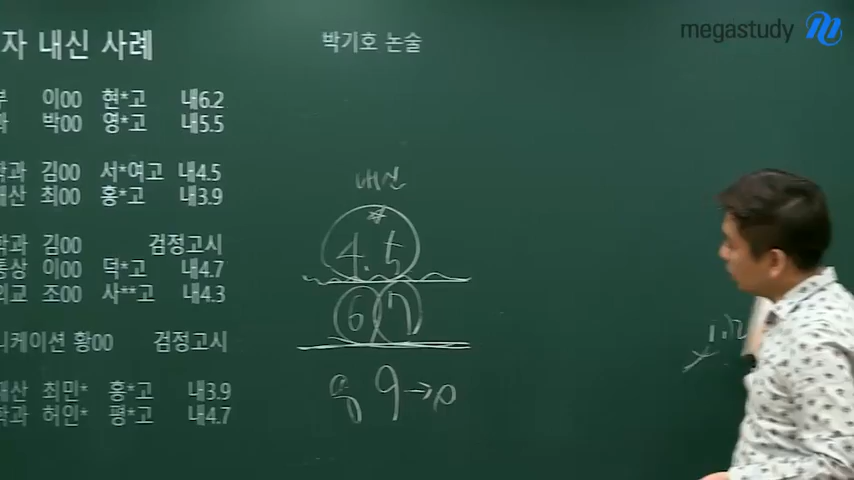 megastudy
자 내신 사례
박기호 논술
부 이00 현*고 내6.2
과 박00 영*고 내5.5
학과 김00 서*여고 내4.5
재산 최00 홍*고 내3.9
학과 김00 검정고시
통상 이00 덕*고 내4.7
외교 조00 사**고 내4.3
니케이션 황00 검정고시
재산 최민* 홍*고 내3.9
학과 허인* 평*고 내4.7
내신
4.5
6 7
8 9→0
1.2